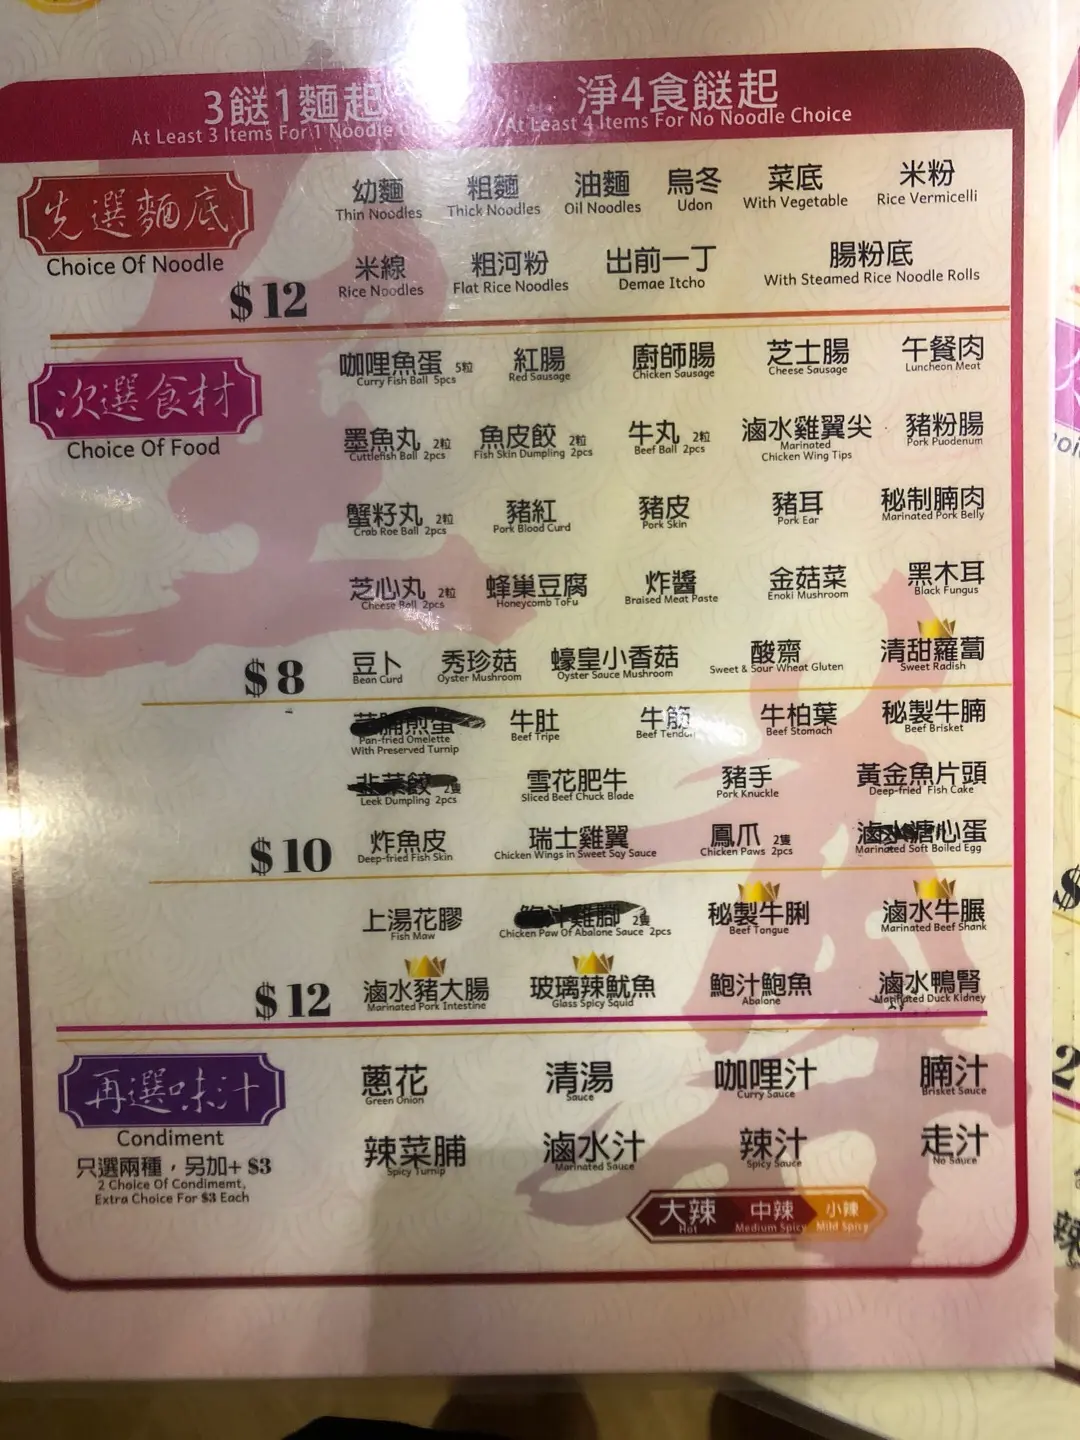 3餸1麵起 淨4食餸起
At Least 3 Items For 1 Noodle At Least 4 Items For No Noodle Choice
先選麵底
Choice Of Noodle
幼麵 粗麵 油麵 烏冬 菜底 米粉
Thin Noodles Thick Noodles Oil Noodles Udon With Vegetable Rice Vermicelli
米線 粗河粉 出前一丁 腸粉底
Rice Noodles Flat Rice Noodles Demae Itcho With Steamed Rice Noodle Rolls
$12
次選食材
Choice Of Food
咖哩魚蛋 5粒 紅腸 廚師腸 芝士腸 午餐肉
Curry Fish Ball 5pcs Red Sausage Chicken Sausage Cheese Sausage Luncheon Meat
墨魚丸 2粒 魚皮餃 2粒 牛丸 2粒 滷水雞翼尖 豬粉腸
Cuttlefish Ball 2pcs Fish Skin Dumpling 2pcs Beef Ball 2pcs Marinated Chicken Wing Tips Pork Puodenum
蟹籽丸 2粒 豬紅 豬皮 豬耳 秘制腩肉
Crab Roe Ball 2pcs Pork Blood Curd Pork Skin Pork Ear Marinated Pork Belly
芝心丸 2粒 蜂巢豆腐 炸醬 金菇菜 黑木耳
Cheese Ball 2pcs Honeycomb ToFu Braised Meat Paste Enoki Mushroom Black Fungus
$8 豆卜 秀珍菇 蠔皇小香菇 酸齋 清甜蘿蔔
Bean Curd Oyster Mushroom Oyster Sauce Mushroom Sweet & Sour Wheat Gluten Sweet Radish
牛肚 牛筋 牛柏葉 秘製牛腩
Pan-fried Omelette With Preserved Turnip Beef Tripe Beef Tendon Beef Stomach Beef Brisket
韭菜餃 2隻 雪花肥牛 豬手 黃金魚片頭
Leek Dumpling 2pcs Sliced Beef Chuck Blade Pork Knuckle Deep-fried Fish Cake
$10 炸魚皮 瑞士雞翼 鳳爪 2隻 滷水溏心蛋
Deep-fried Fish Skin Chicken Wings in Sweet Soy Sauce Chicken Paws 2pcs Marinated Soft Boiled Egg
上湯花膠 鮑汁雞腳 2隻 秘製牛脷 滷水牛𦟌
Fish Maw Chicken Paw Of Abalone Sauce 2pcs Beef Tongue Marinated Beef Shank
$12 滷水豬大腸 玻璃辣魷魚 鮑汁鮑魚 滷水鴨腎
Marinated Pork Intestine Glass Spicy Squid Abalone Marinated Duck Kidney
再選味汁
Condiment
只選兩種，另加+ $3
2 Choice Of Condimemt,
Extra Choice For $3 Each
蔥花 清湯 咖哩汁 腩汁
Green Onion Sauce Curry Sauce Brisket Sauce
辣菜脯 滷水汁 辣汁 走汁
Spicy Turnip Marinated Sauce Spicy Sauce No Sauce
大辣 中辣 小辣
Hot Medium Spicy Mild Spicy